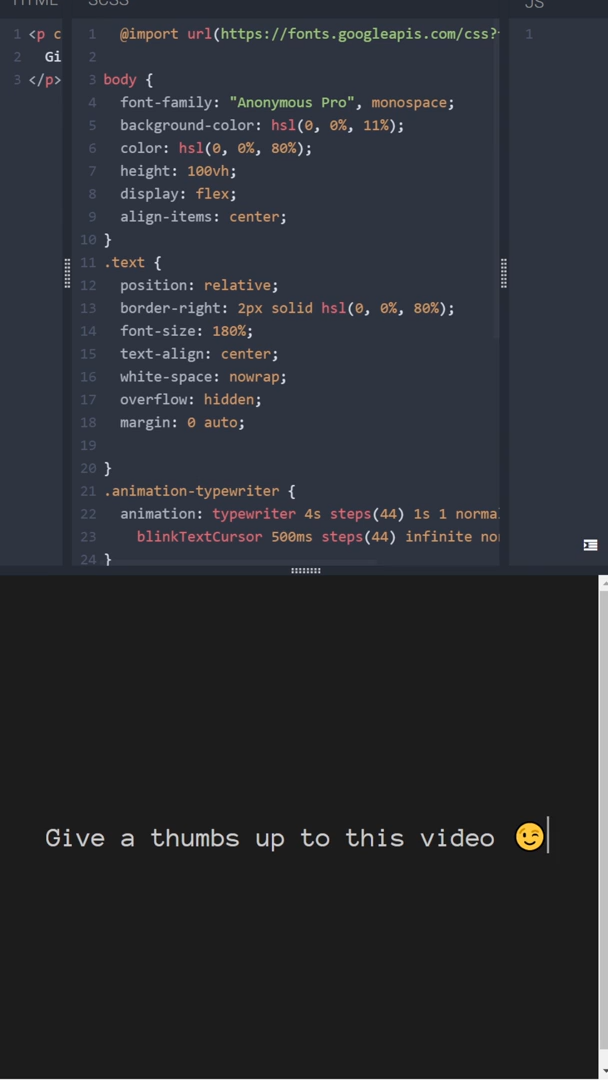 HTML
SCSS
JS
1 <p c
2 Gi
3 </p>
1 @import url(https://fonts.googleapis.com/css?
2
3 body {
4 font-family: "Anonymous Pro", monospace;
5 background-color: hsl(0, 0%, 11%);
6 color: hsl(0, 0%, 80%);
7 height: 100vh;
8 display: flex;
9 align-items: center;
10 }
11 .text {
12 position: relative;
13 border-right: 2px solid hsl(0, 0%, 80%);
14 font-size: 180%;
15 text-align: center;
16 white-space: nowrap;
17 overflow: hidden;
18 margin: 0 auto;
19
20 }
21 .animation-typewriter {
22 animation: typewriter 4s steps(44) 1s 1 norma
23 blinkTextCursor 500ms steps(44) infinite no
24 }
1
Give a thumbs up to this video 😉